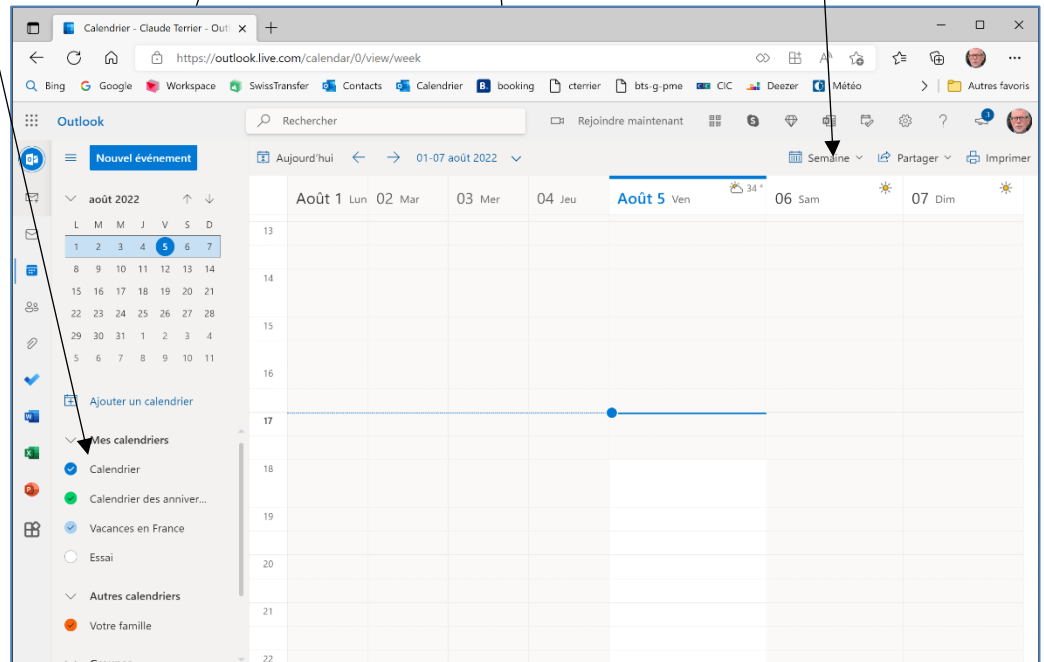 Calendrier - Claude Terrier - Outl
https://outlook.live.com/calendar/0/view/week
Bing Google Workspace SwissTransfer Contacts Calendrier B. booking cterrier bts-g-pme CIC Deezer Météo Autres favoris
Outlook Rechercher Rejoindre maintenant
Nouvel événement Aujourd'hui 01-07 août 2022 Semaine Partager Imprimer
août 2022
L M M J V S D
1 2 3 4 5 6 7
8 9 10 11 12 13 14
15 16 17 18 19 20 21
22 23 24 25 26 27 28
29 30 31 1 2 3 4
5 6 7 8 9 10 11
Ajouter un calendrier
Mes calendriers
Calendrier
Calendrier des anniver...
Vacances en France
Essai
Autres calendriers
Votre famille
Août 1 Lun 02 Mar 03 Mer 04 Jeu Août 5 Ven 34° 06 Sam 07 Dim
13
14
15
16
17
18
19
20
21
22